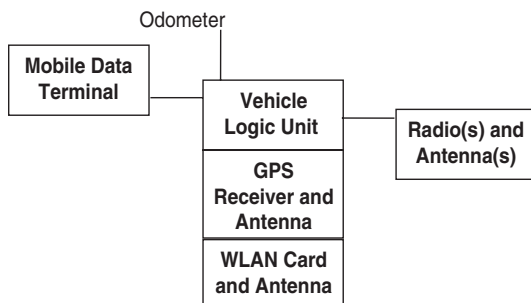 Odometer
Mobile Data
Terminal
Vehicle
Logic Unit
Radio(s) and
Antenna(s)
GPS
Receiver and
Antenna
WLAN Card
and Antenna